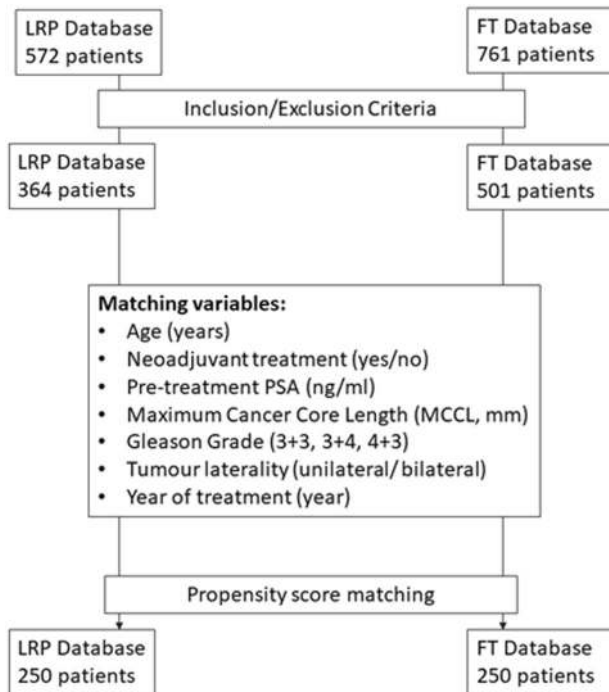 LRP Database
572 patients
FT Database
761 patients
Inclusion/Exclusion Criteria
LRP Database
364 patients
FT Database
501 patients
Matching variables:
• Age (years)
• Neoadjuvant treatment (yes/no)
• Pre-treatment PSA (ng/ml)
• Maximum Cancer Core Length (MCCL, mm)
• Gleason Grade (3+3, 3+4, 4+3)
• Tumour laterality (unilateral/ bilateral)
• Year of treatment (year)
Propensity score matching
LRP Database
250 patients
FT Database
250 patients